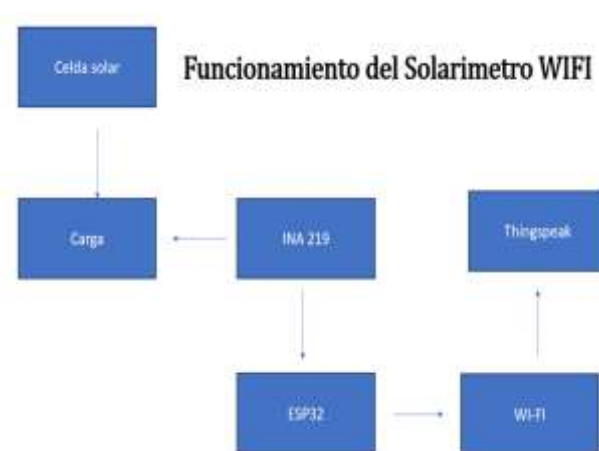 Celda solar
Funcionamiento del Solarimetro WIFI
Carga
INA 219
Thingspeak
ESP32
WI-FI